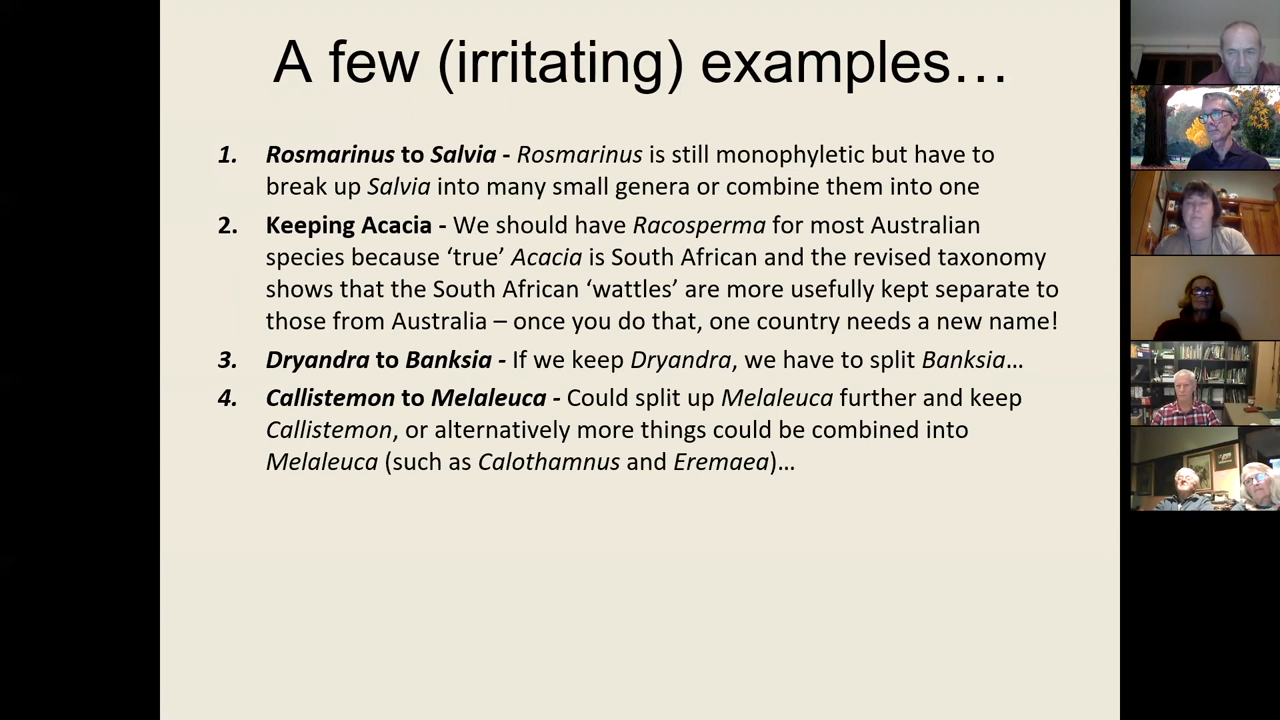 A few (irritating) examples…
1. Rosmarinus to Salvia - Rosmarinus is still monophyletic but have to
break up Salvia into many small genera or combine them into one
2. Keeping Acacia - We should have Racosperma for most Australian
species because ‘true’ Acacia is South African and the revised taxonomy
shows that the South African ‘wattles’ are more usefully kept separate to
those from Australia – once you do that, one country needs a new name!
3. Dryandra to Banksia - If we keep Dryandra, we have to split Banksia…
4. Callistemon to Melaleuca - Could split up Melaleuca further and keep
Callistemon, or alternatively more things could be combined into
Melaleuca (such as Calothamnus and Eremaea)…